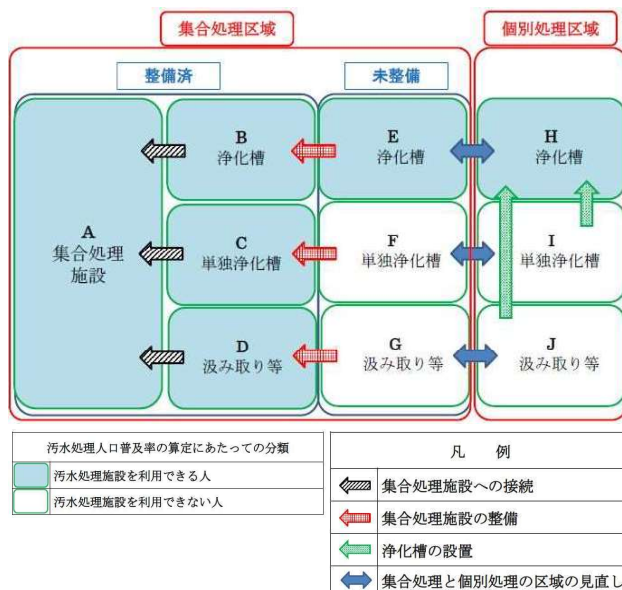 集合処理区域
個別処理区域
整備済
未整備
A
集合処理
施設
B
浄化槽
C
単独浄化槽
D
汲み取り等
E
浄化槽
F
単独浄化槽
G
汲み取り等
H
浄化槽
I
単独浄化槽
J
汲み取り等
汚水処理人口普及率の算定にあたっての分類
汚水処理施設を利用できる人
汚水処理施設を利用できない人
凡 例
集合処理施設への接続
集合処理施設の整備
浄化槽の設置
集合処理と個別処理の区域の見直し